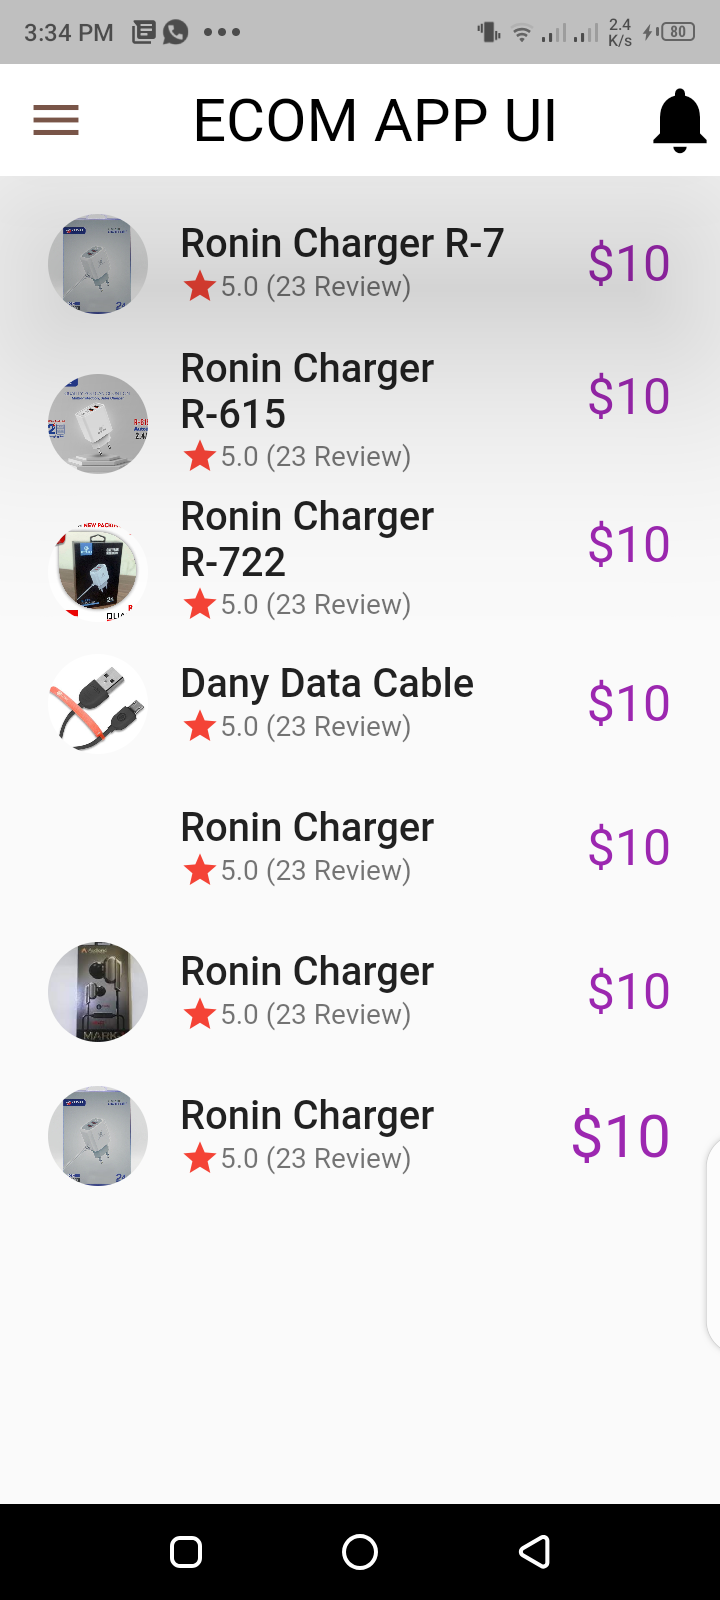 3:34 PM
2.4
K/s
80
ECOM APP UI
Ronin Charger R-7
5.0 (23 Review)
$10
Ronin Charger
R-615
5.0 (23 Review)
$10
Ronin Charger
R-722
5.0 (23 Review)
$10
Dany Data Cable
5.0 (23 Review)
$10
Ronin Charger
5.0 (23 Review)
$10
Ronin Charger
5.0 (23 Review)
$10
MARK
Ronin Charger
5.0 (23 Review)
$10